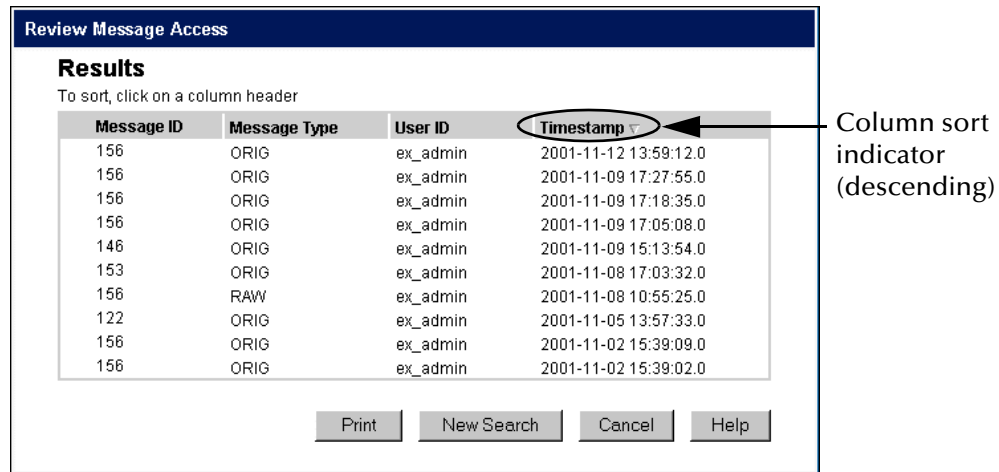 Review Message Access
Results
To sort, click on a column header
Message ID Message Type User ID Timestamp
156 ORIG ex_admin 2001-11-12 13:59:12.0
156 ORIG ex_admin 2001-11-09 17:27:55.0
156 ORIG ex_admin 2001-11-09 17:18:35.0
156 ORIG ex_admin 2001-11-09 17:05:08.0
146 ORIG ex_admin 2001-11-09 15:13:54.0
153 ORIG ex_admin 2001-11-08 17:03:32.0
156 RAW ex_admin 2001-11-08 10:55:25.0
122 ORIG ex_admin 2001-11-05 13:57:33.0
156 ORIG ex_admin 2001-11-02 15:39:09.0
156 ORIG ex_admin 2001-11-02 15:39:02.0
Print New Search Cancel Help
Column sort
indicator
(descending)